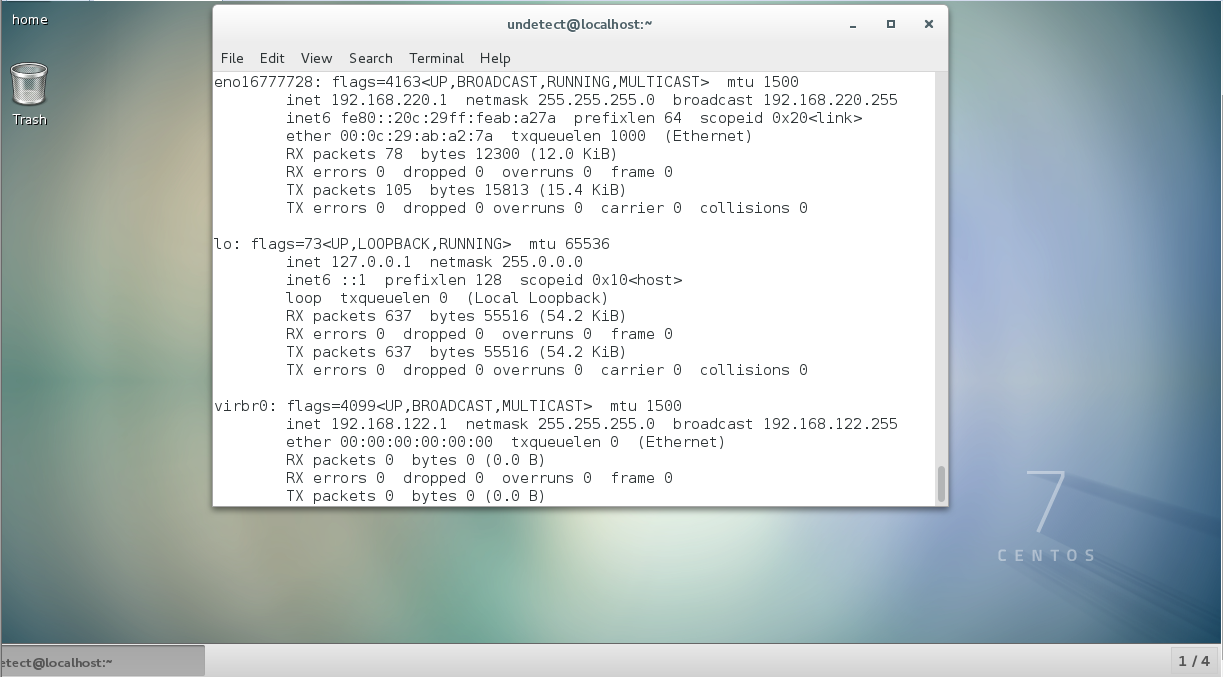 home
Trash
undetect@localhost:~
File Edit View Search Terminal Help
eno16777728: flags=4163<UP,BROADCAST,RUNNING,MULTICAST>  mtu 1500
        inet 192.168.220.1  netmask 255.255.255.0  broadcast 192.168.220.255
        inet6 fe80::20c:29ff:feab:a27a  prefixlen 64  scopeid 0x20<link>
        ether 00:0c:29:ab:a2:7a  txqueuelen 1000  (Ethernet)
        RX packets 78  bytes 12300 (12.0 KiB)
        RX errors 0  dropped 0  overruns 0  frame 0
        TX packets 105  bytes 15813 (15.4 KiB)
        TX errors 0  dropped 0 overruns 0  carrier 0  collisions 0
lo: flags=73<UP,LOOPBACK,RUNNING>  mtu 65536
        inet 127.0.0.1  netmask 255.0.0.0
        inet6 ::1  prefixlen 128  scopeid 0x10<host>
        loop  txqueuelen 0  (Local Loopback)
        RX packets 637  bytes 55516 (54.2 KiB)
        RX errors 0  dropped 0  overruns 0  frame 0
        TX packets 637  bytes 55516 (54.2 KiB)
        TX errors 0  dropped 0 overruns 0  carrier 0  collisions 0
virbr0: flags=4099<UP,BROADCAST,MULTICAST>  mtu 1500
        inet 192.168.122.1  netmask 255.255.255.0  broadcast 192.168.122.255
        ether 00:00:00:00:00:00  txqueuelen 0  (Ethernet)
        RX packets 0  bytes 0 (0.0 B)
        RX errors 0  dropped 0  overruns 0  frame 0
        TX packets 0  bytes 0 (0.0 B)
7
CENTOS
etect@localhost:~
1 / 4